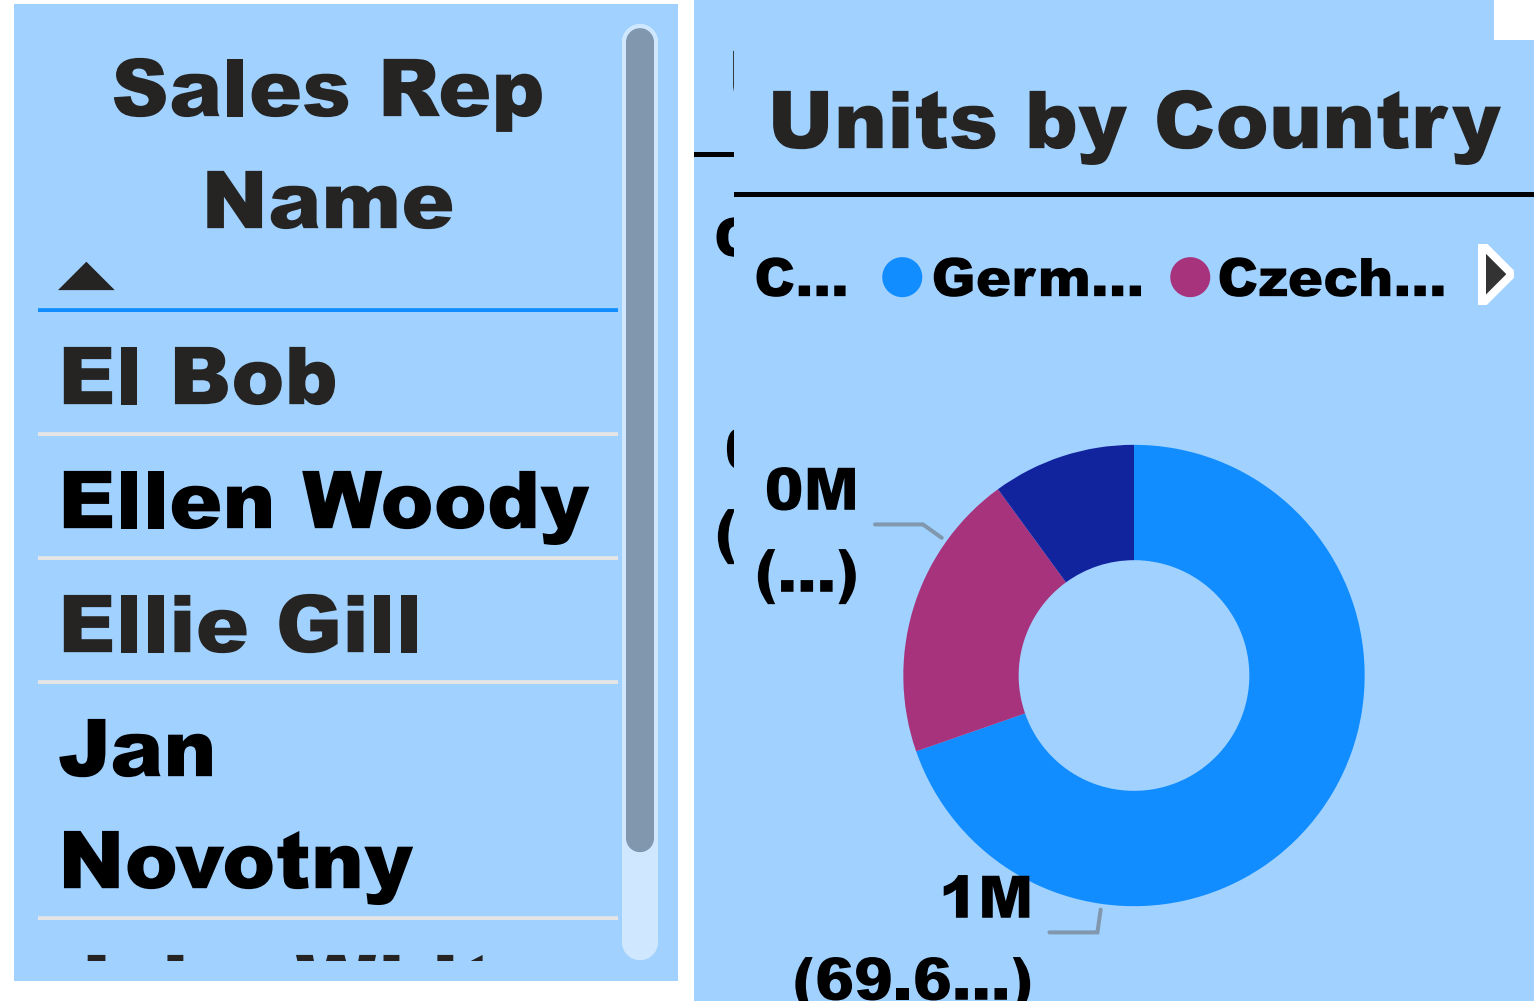 Sales Rep
Name
El Bob
Ellen Woody
Ellie Gill
Jan
Novotny
Units by Country
C... Germ... Czech...
0M
(...)
1M
(69.6...)